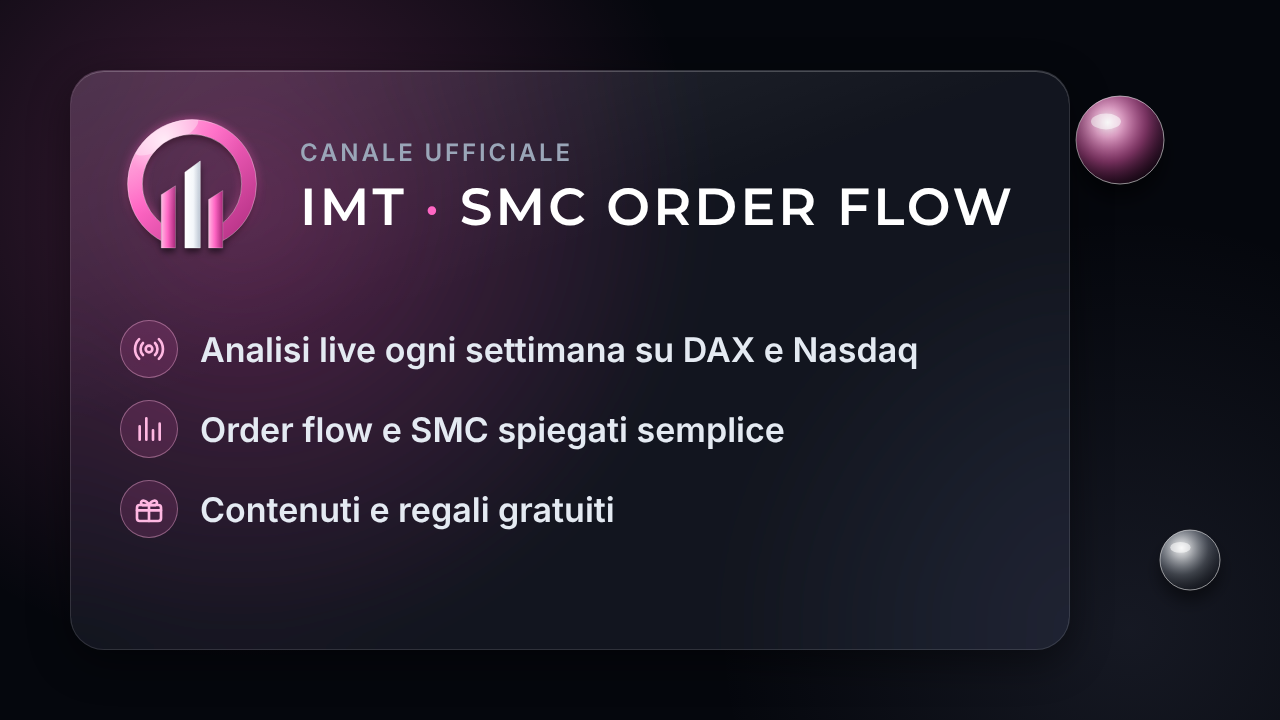 CANALE UFFICIALE
IMT · SMC ORDER FLOW
Analisi live ogni settimana su DAX e Nasdaq
Order flow e SMC spiegati semplice
Contenuti e regali gratuiti